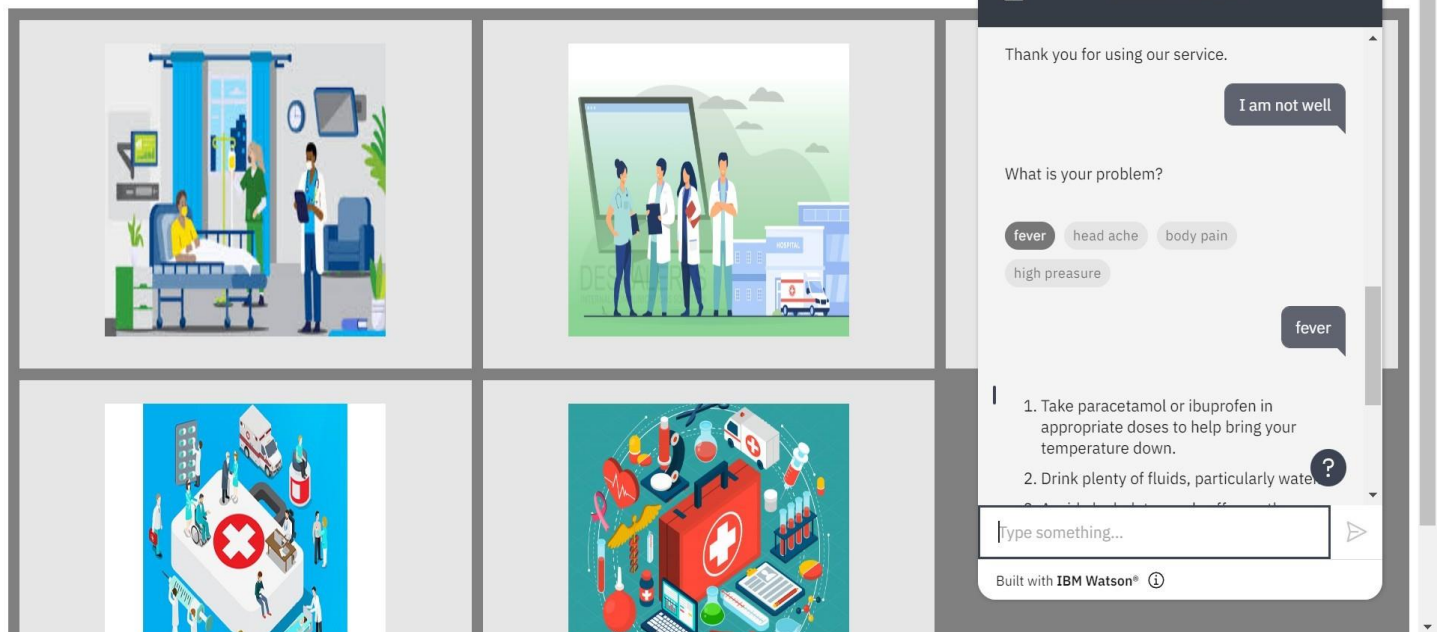 HOSPITAL
Thank you for using our service.
I am not well
What is your problem?
fever
head ache
body pain
high preasure
fever
1. Take paracetamol or ibuprofen in
appropriate doses to help bring your
temperature down.
2. Drink plenty of fluids, particularly
?
Type something...
Built with IBM Watson®